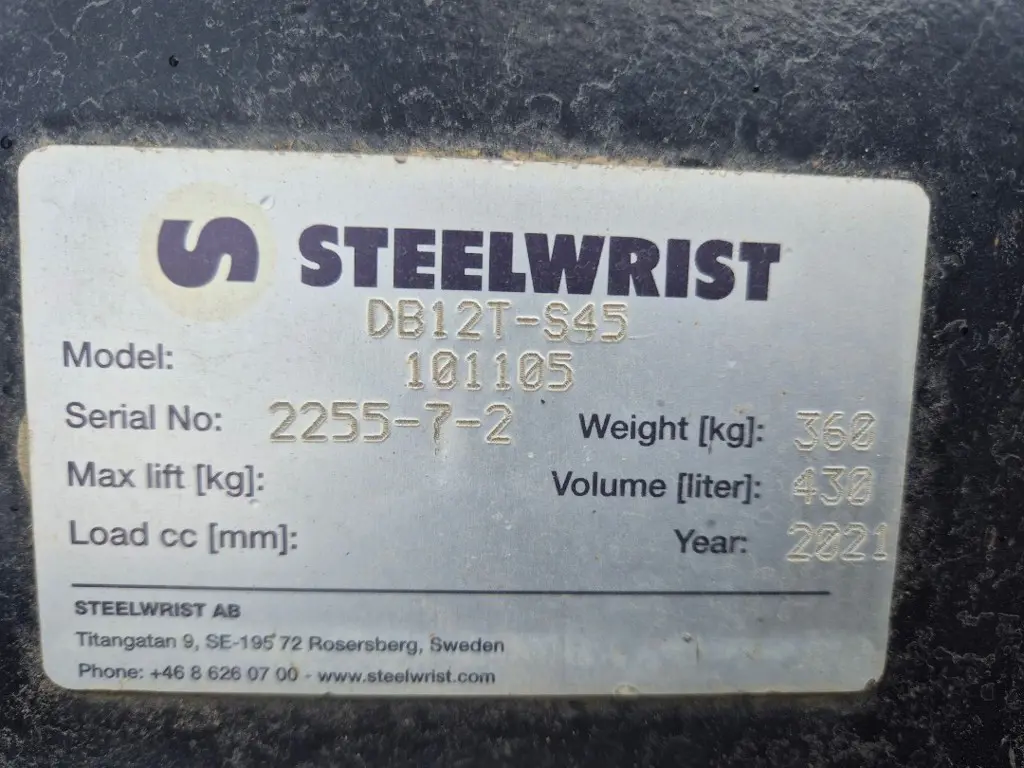 STEELWRIST
DB12T-S45
Model: 101105
Serial No: 2255-7-2 Weight [kg]: 360
Max lift [kg]: Volume [liter]: 430
Load cc [mm]: Year: 2021
STEELWRIST AB
Titangatan 9, SE-195 72 Rosersberg, Sweden
Phone: +46 8 626 07 00 - www.steelwrist.com